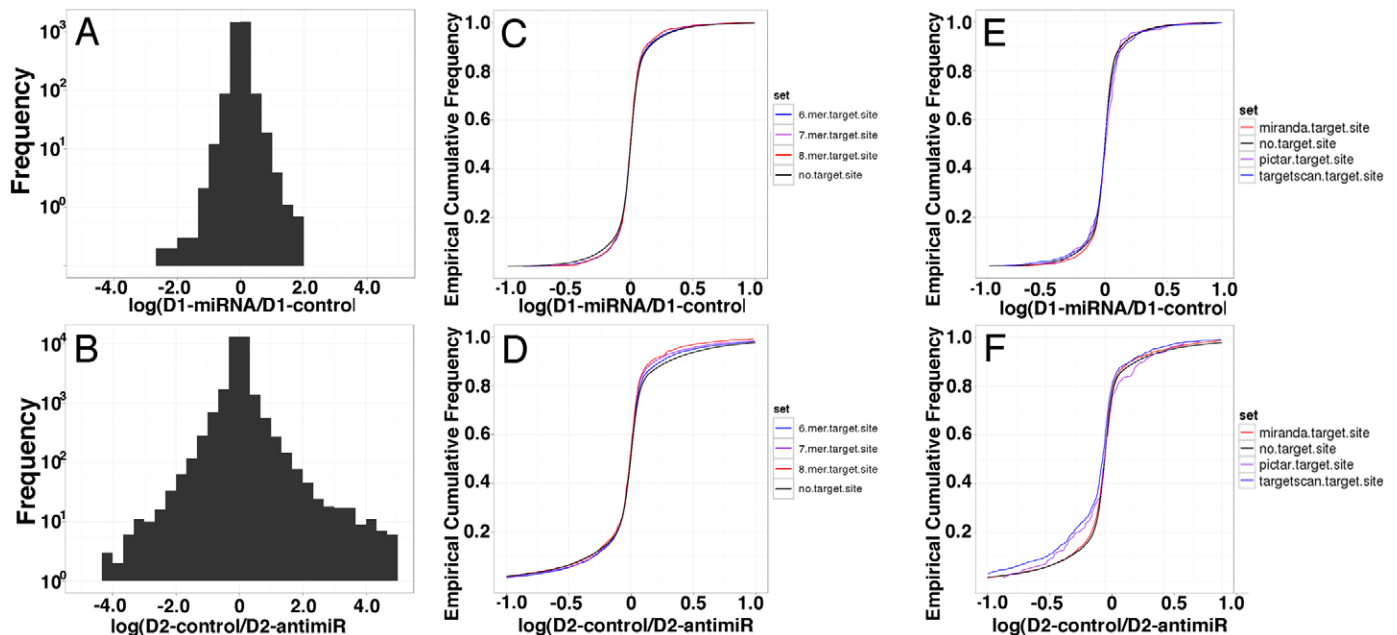 A
Frequency
10³
10²
10¹
10⁰
-4.0 -2.0 0 2.0 4.0
log(D1-miRNA/D1-control
B
Frequency
10⁴
10³
10²
10¹
10⁰
-4.0 -2.0 0 2.0 4.0
log(D2-control/D2-antimiR
C
Empirical Cumulative Frequency
1.0
0.8
0.6
0.4
0.2
-1.0 -0.5 0 0.5 1.0
log(D1-miRNA/D1-control
set
6.mer.target.site
7.mer.target.site
8.mer.target.site
no.target.site
D
Empirical Cumulative Frequency
1.0
0.8
0.6
0.4
0.2
-1.0 -0.5 0 0.5 1.0
log(D2-control/D2-antimiR
set
6.mer.target.site
7.mer.target.site
8.mer.target.site
no.target.site
E
Empirical Cumulative Frequency
1.0
0.8
0.6
0.4
0.2
-1.0 -0.5 0 0.5 1.0
log(D1-miRNA/D1-control
set
miranda.target.site
no.target.site
pictar.target.site
targetscan.target.site
F
Empirical Cumulative Frequency
1.0
0.8
0.6
0.4
0.2
-1.0 -0.5 0 0.5 1.0
log(D2-control/D2-antimiR
set
miranda.target.site
no.target.site
pictar.target.site
targetscan.target.site